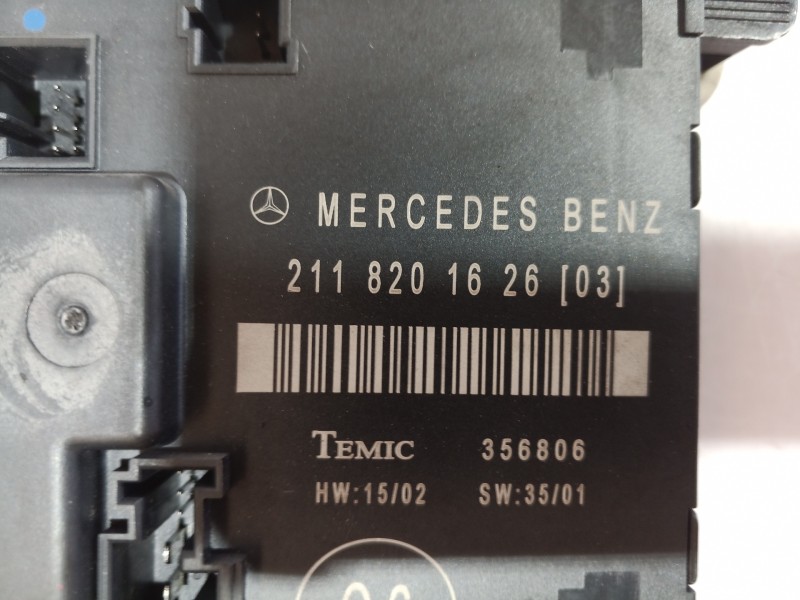 MERCEDES BENZ
211 820 16 26 [03]
TEMIC 356806
HW:15/02 SW:35/01